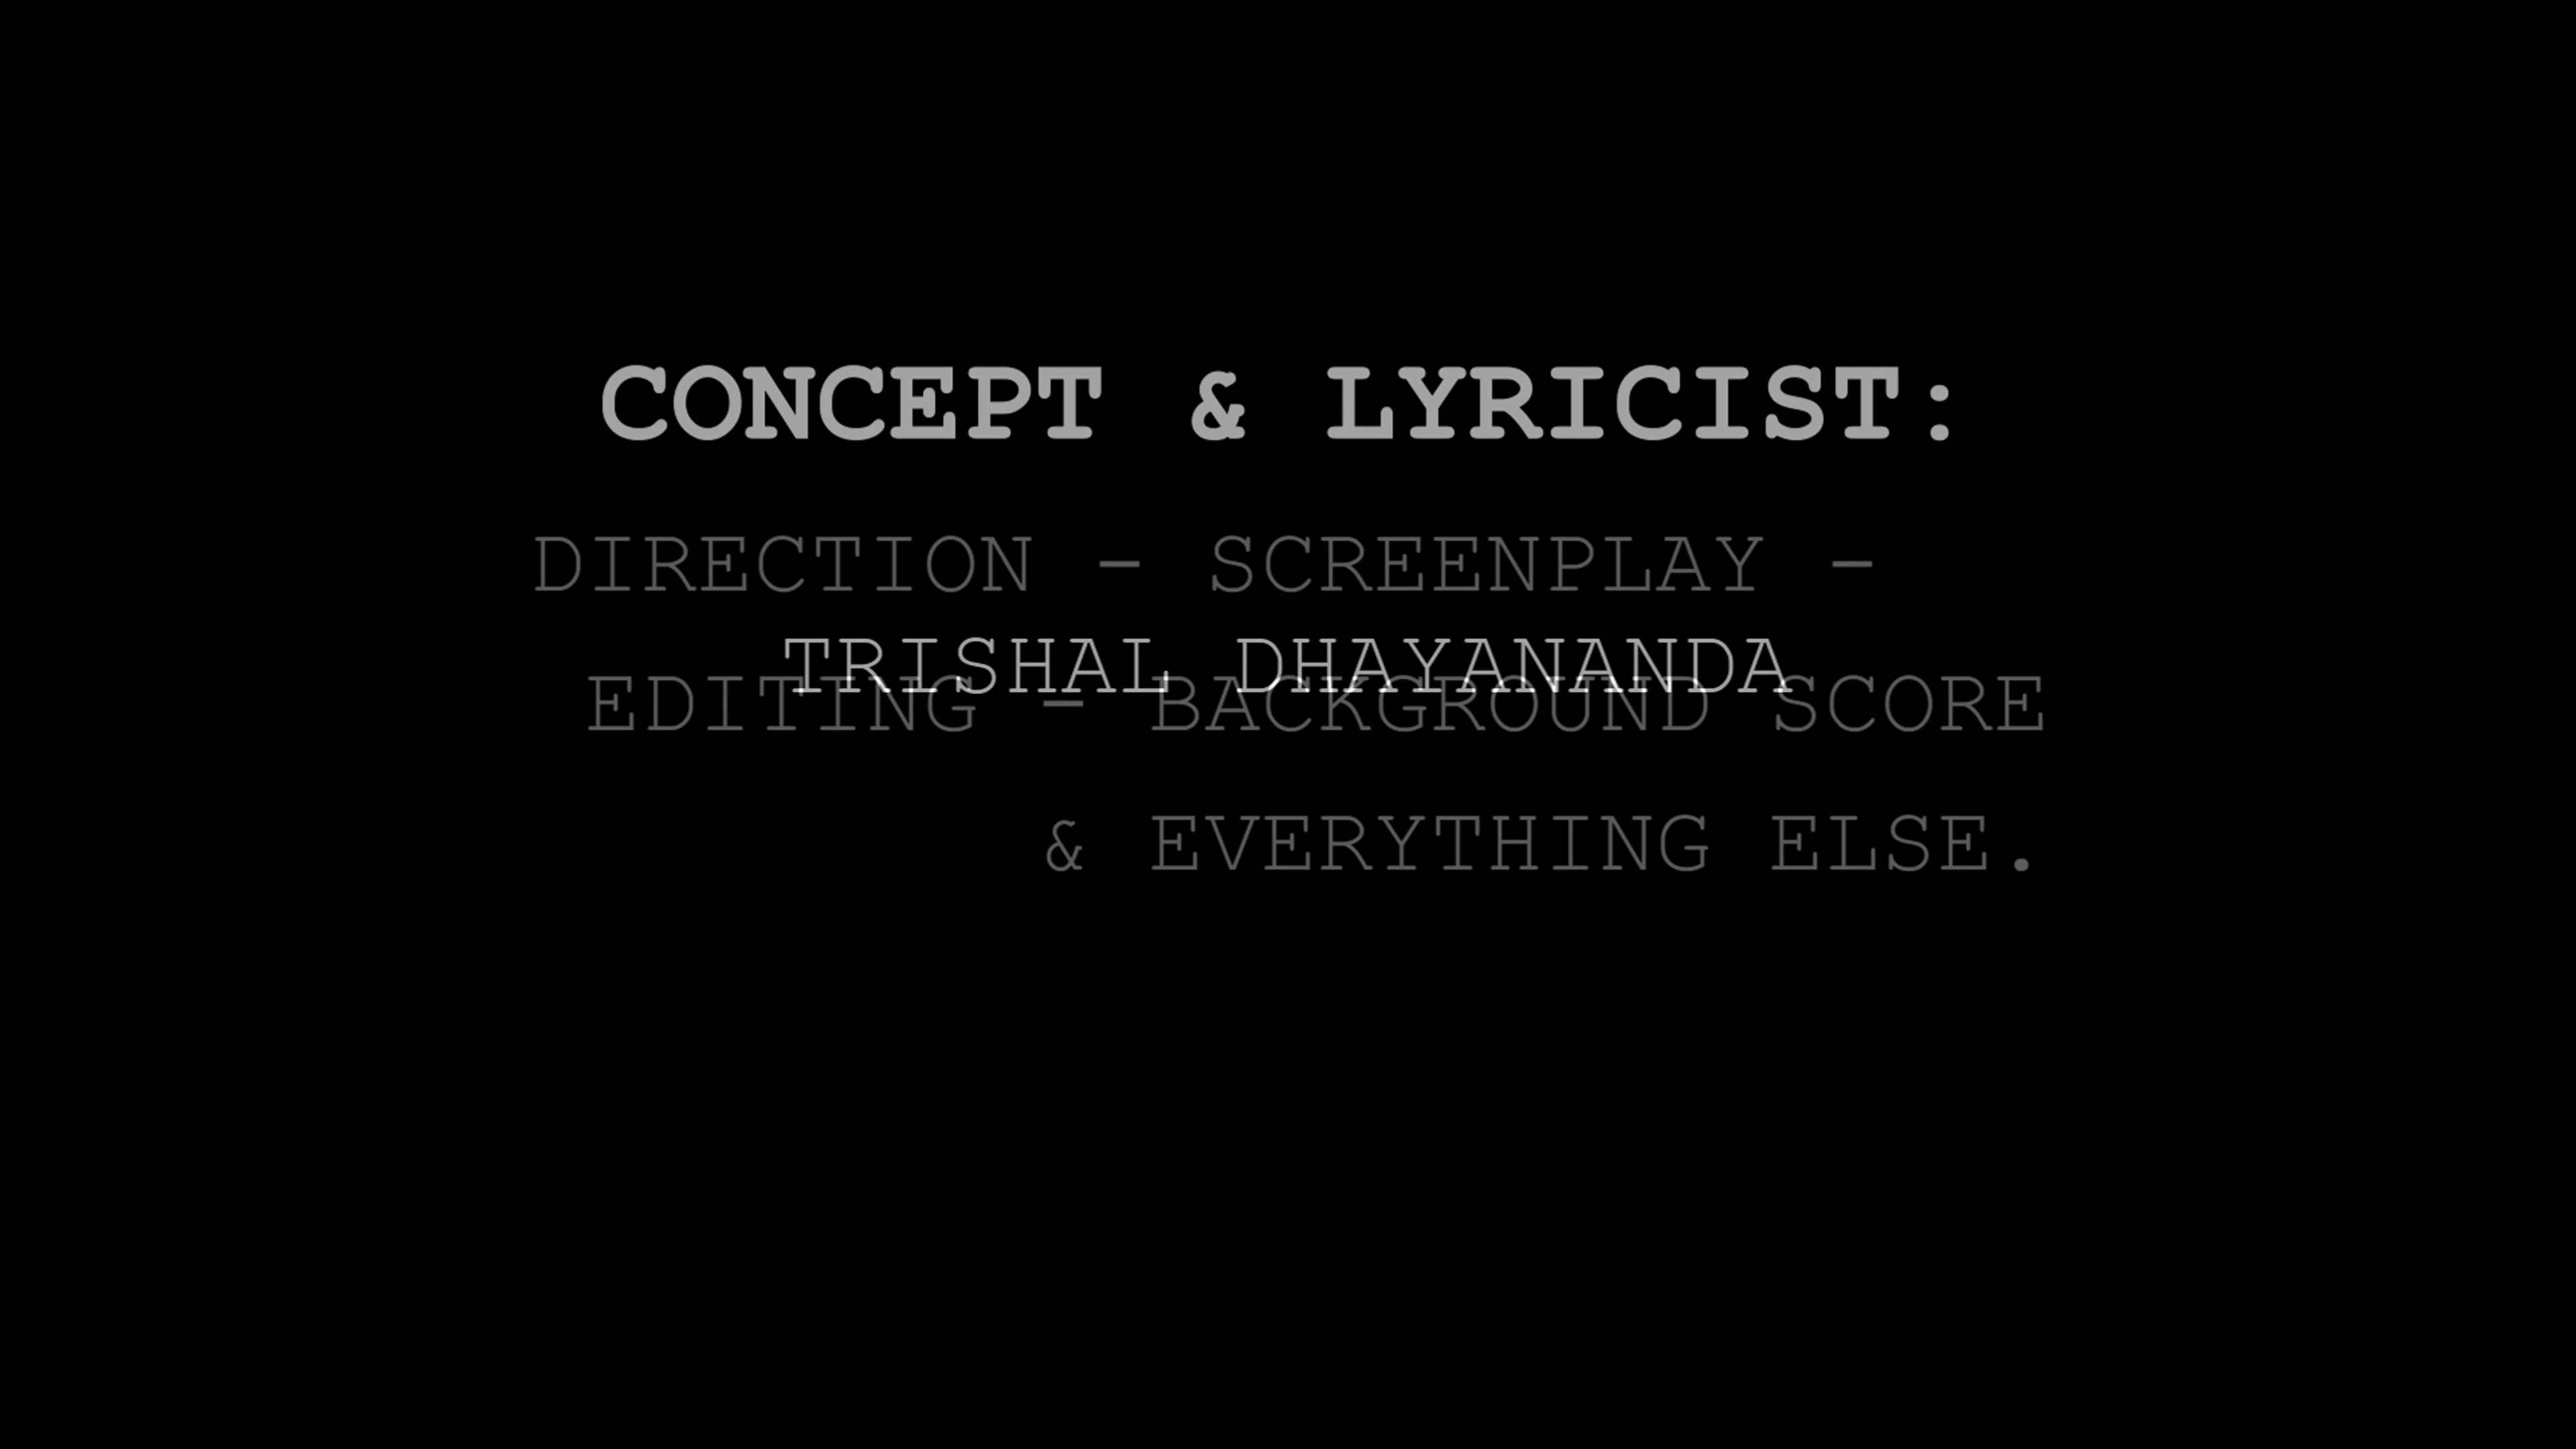 CONCEPT & LYRICIST:
DIRECTION - SCREENPLAY -
TRISHAL DHAYANANDA
EDITING - BACKGROUND SCORE
& EVERYTHING ELSE.